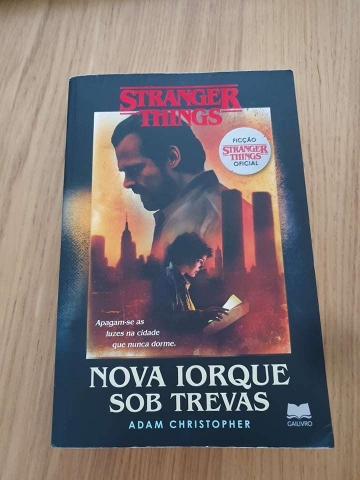 STRANGER
THINGS
FICÇÃO
STRANGER
THINGS
OFICIAL
Apagam-se as
luzes na cidade
que nunca dorme.
NOVA IORQUE
SOB TREVAS
ADAM CHRISTOPHER
GAILIVRO